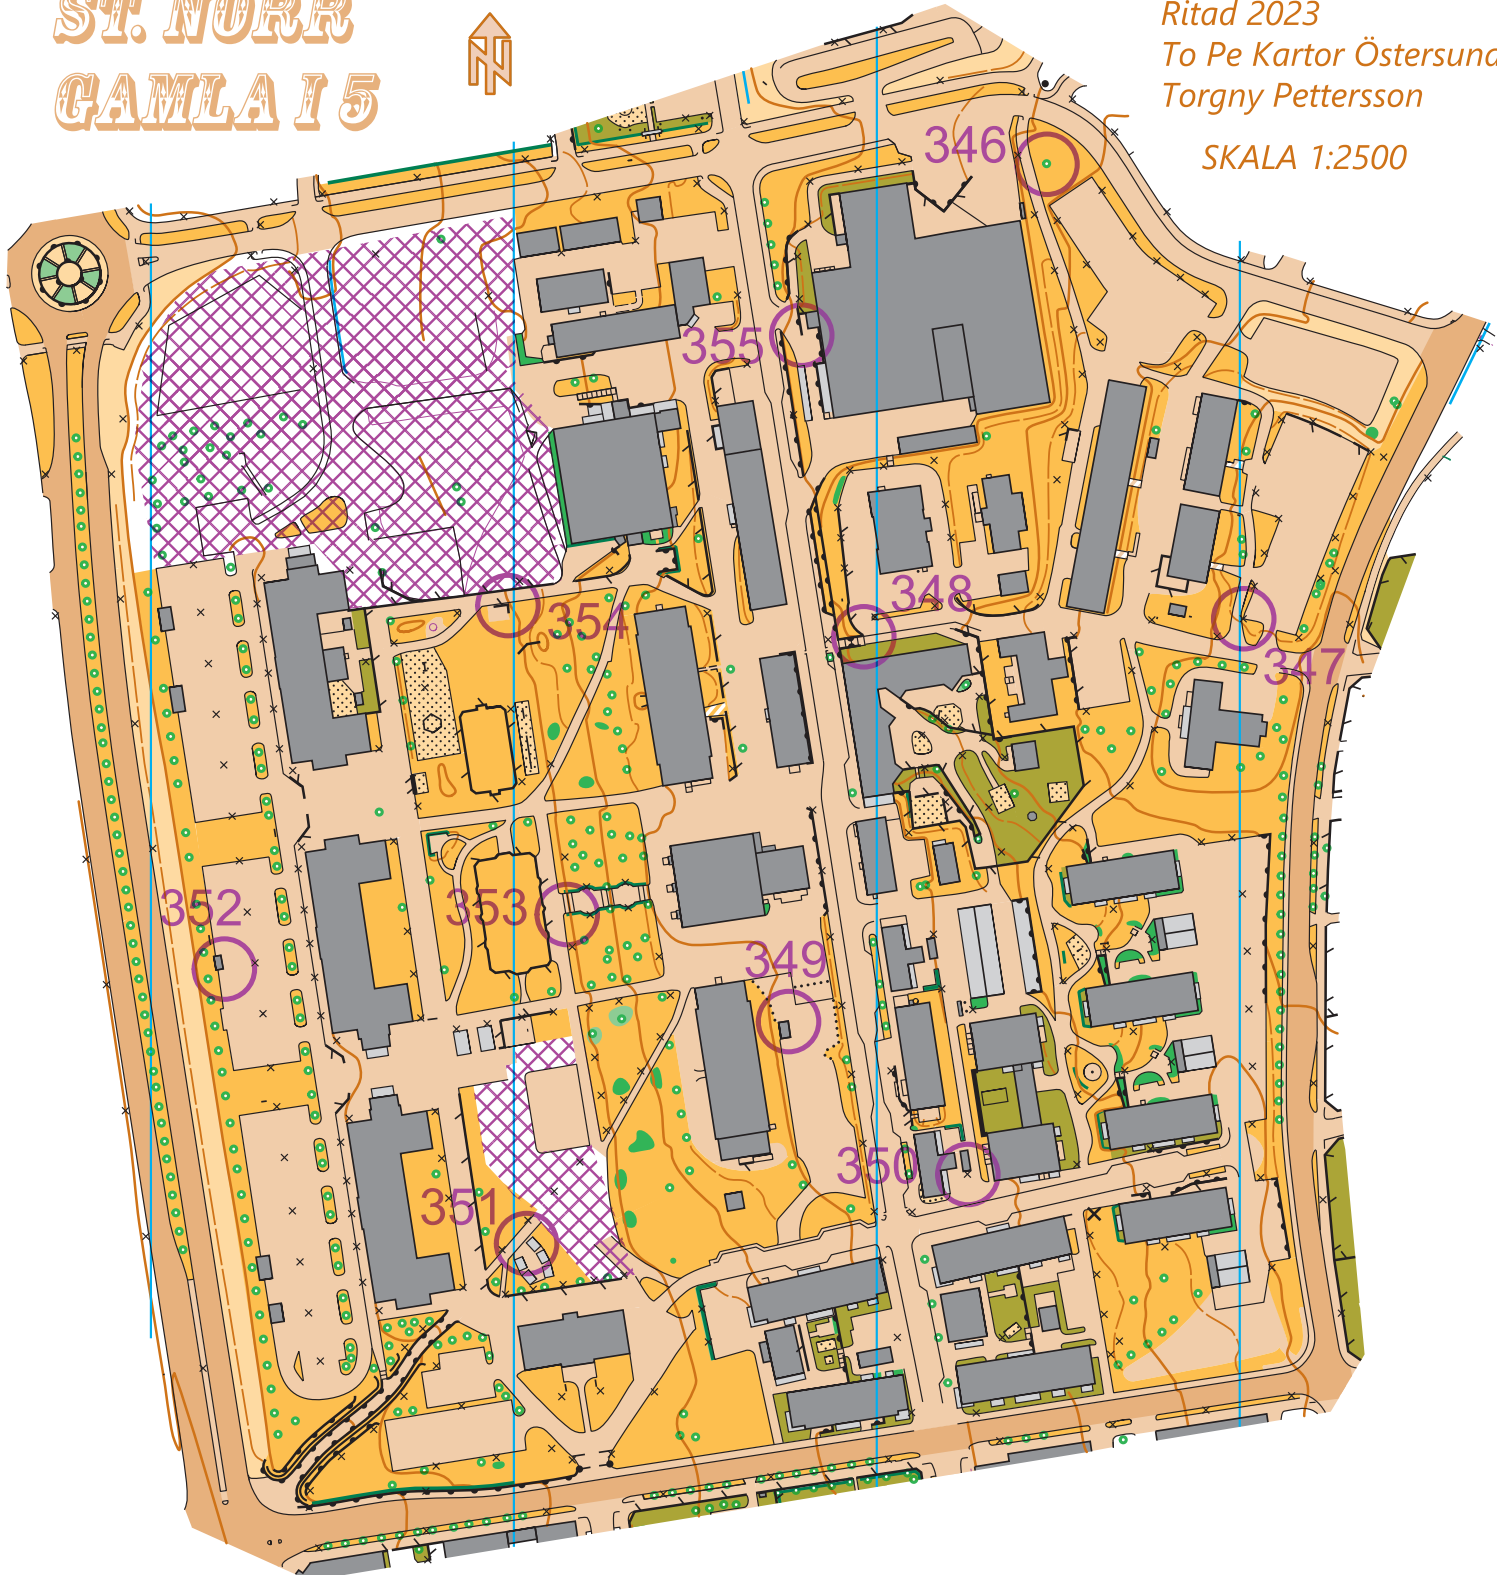 ST. NORR
GAMLA I 5
Ritad 2023
To Pe Kartor Östersund
Torgny Pettersson
SKALA 1:2500
346
355
348
354
347
352
353
349
350
351